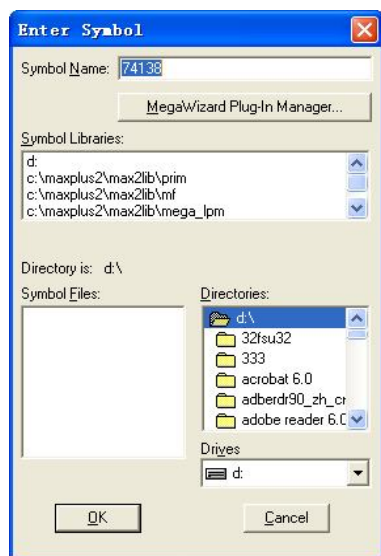 Enter Symbol
Symbol Name: 74138
MegaWizard Plug-In Manager...
Symbol Libraries:
d:
c:\maxplus2\max2lib\prim
c:\maxplus2\max2lib\mf
c:\maxplus2\max2lib\mega_lpm
Directory is: d:\
Symbol Files:
Directories:
d:\
32fsu32
333
acrobat 6.0
adberdr90_zh_cr
adobe reader 6.0
Drives
d:
OK
Cancel